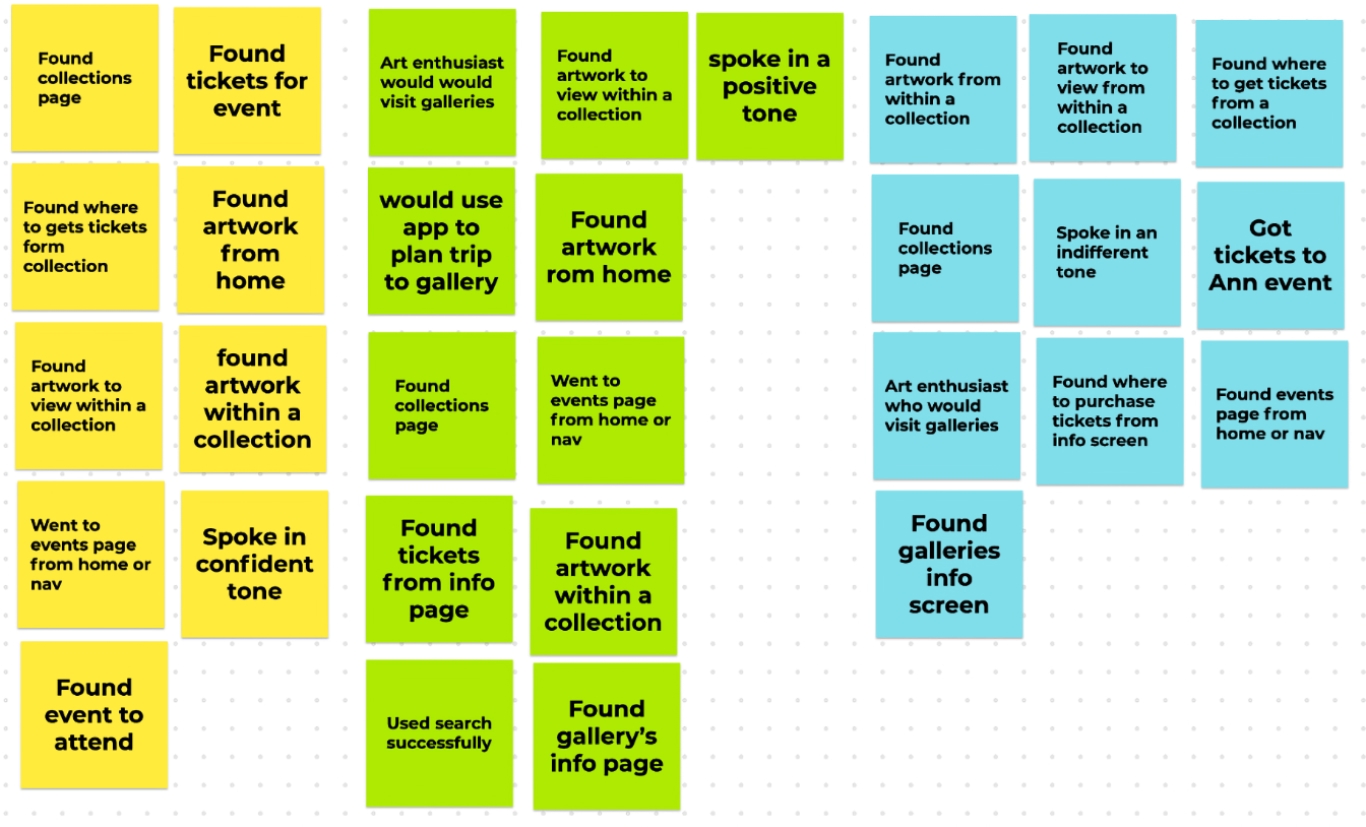 Found
collections
page
Found
tickets for
event
Found where
to gets tickets
form
collection
Found
artwork
from
home
Found
artwork to
view within a
collection
found
artwork
within a
collection
Went to
events page
from home or
nav
Spoke in
confident
tone
Found
event to
attend
Art enthusiast
would would
visit galleries
Found
artwork to
view within a
collection
spoke in a
positive
tone
would use
app to
plan trip
to gallery
Found
artwork
rom home
Found
collections
page
Went to
events page
from home or
nav
Found
tickets
from info
page
Found
artwork
within a
collection
Used search
successfully
Found
gallery’s
info page
Found
artwork from
within a
collection
Found
artwork to
view from
within a
collection
Found where
to get tickets
from a
collection
Found
collections
page
Spoke in an
indifferent
tone
Got
tickets to
Ann event
Art enthusiast
who would
visit galleries
Found where
to purchase
tickets from
info screen
Found events
page from
home or nav
Found
galleries
info
screen